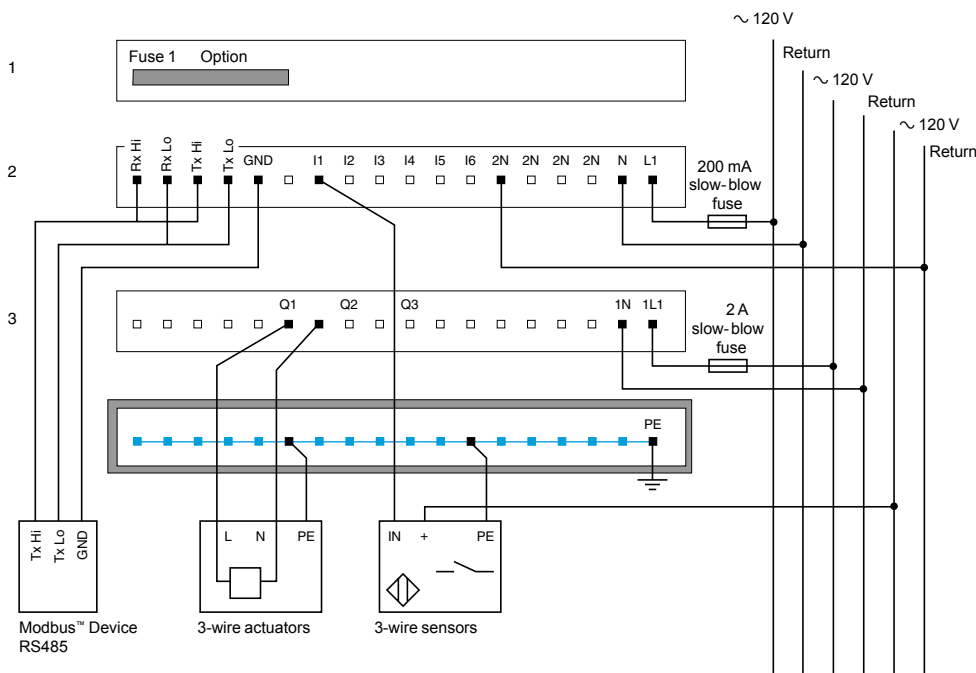 ∼ 120 V
Return
∼ 120 V
Return
∼ 120 V
Return
1
Fuse 1 Option
2
Rx Hi Rx Lo Tx Hi Tx Lo GND I1 I2 I3 I4 I5 I6 2N 2N 2N 2N N L1
200 mA
slow-blow
fuse
3
Q1 Q2 Q3 1N 1L1
2 A
slow-blow
fuse
PE
Tx Hi Tx Lo GND
L N PE
IN + PE
Modbus™ Device
RS485
3-wire actuators
3-wire sensors